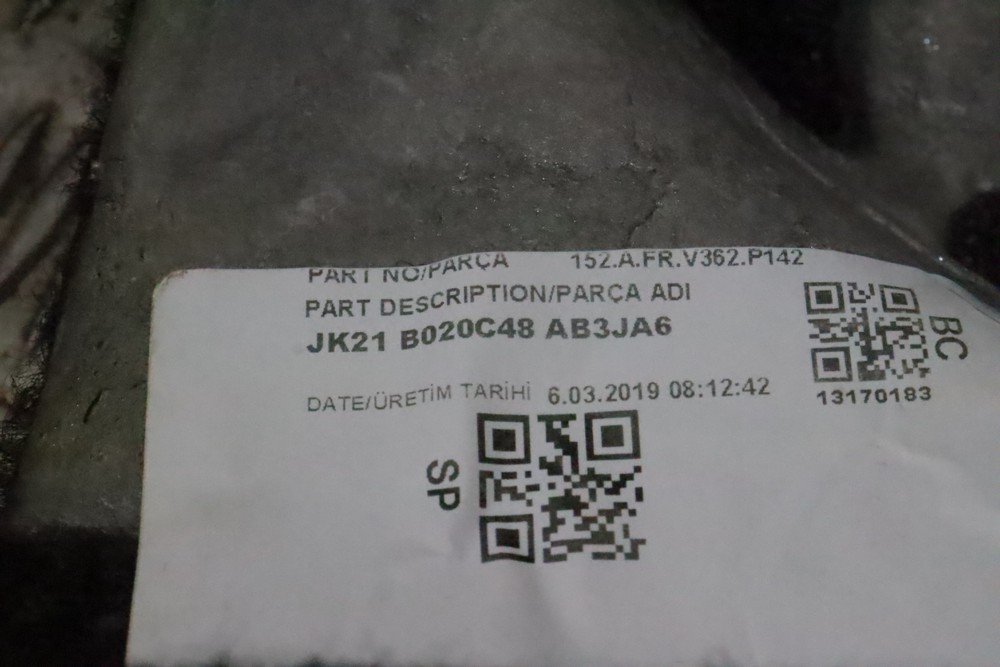 PART NO/PARÇA 152.A.FR.V362.P142
PART DESCRIPTION/PARÇA ADI
JK21 B020C48 AB3JA6
BC
13170183
DATE/ÜRETİM TARİHİ 6.03.2019 08:12:42
SP